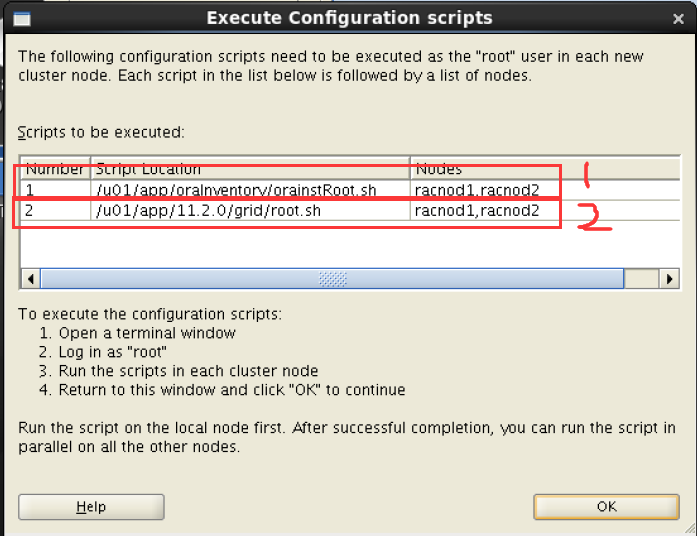 Execute Configuration scripts
The following configuration scripts need to be executed as the "root" user in each new
cluster node. Each script in the list below is followed by a list of nodes.
Scripts to be executed:
Number Script Location Nodes
1 /u01/app/oraInventory/orainstRoot.sh racnod1,racnod2 1
2 /u01/app/11.2.0/grid/root.sh racnod1,racnod2 2
To execute the configuration scripts:
1. Open a terminal window
2. Log in as "root"
3. Run the scripts in each cluster node
4. Return to this window and click "OK" to continue
Run the script on the local node first. After successful completion, you can run the script in
parallel on all the other nodes.
Help OK